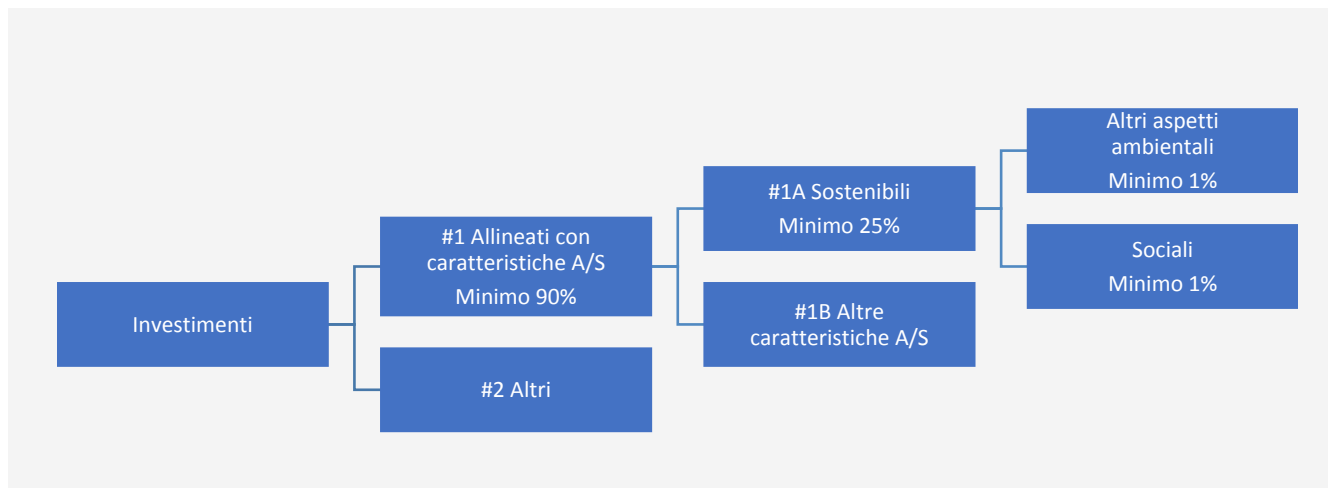 Investimenti
#1 Allineati con
caratteristiche A/S
Minimo 90%
#2 Altri
#1A Sostenibili
Minimo 25%
#1B Altre
caratteristiche A/S
Altri aspetti
ambientali
Minimo 1%
Sociali
Minimo 1%